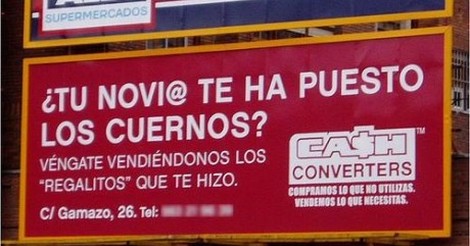 SUPERMERCADOS
¿TU NOVI@ TE HA PUESTO
LOS CUERNOS?
VÉNGATE VENDIÉNDONOS LOS
"REGALITOS" QUE TE HIZO.
C/ Gamazo, 26. Tel:
CA$H
CONVERTERS
TM
COMPRAMOS LO QUE NO UTILIZAS.
VENDEMOS LO QUE NECESITAS.